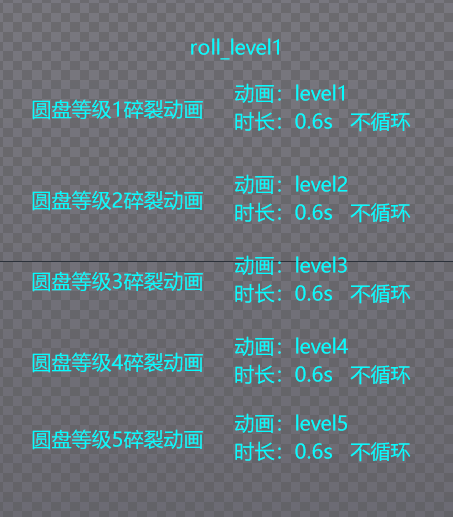 roll_level1
圆盘等级1碎裂动画
动画：level1
时长：0.6s 不循环
圆盘等级2碎裂动画
动画：level2
时长：0.6s 不循环
圆盘等级3碎裂动画
动画：level3
时长：0.6s 不循环
圆盘等级4碎裂动画
动画：level4
时长：0.6s 不循环
圆盘等级5碎裂动画
动画：level5
时长：0.6s 不循环